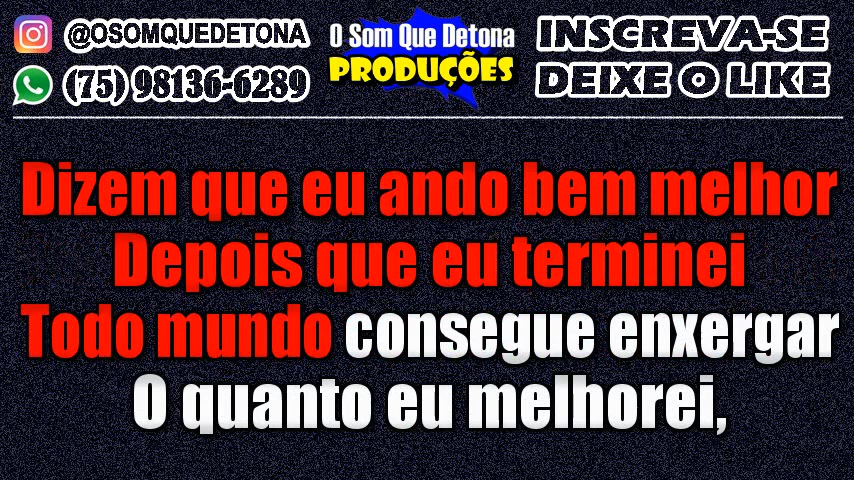 @OSOMQUEDETONA
(75) 98136-6289
O Som Que Detona
PRODUÇÕES
INSCREVA-SE
DEIXE O LIKE
Dizem que eu ando bem melhor
Depois que eu terminei
Todo mundo consegue enxergar
O quanto eu melhorei,